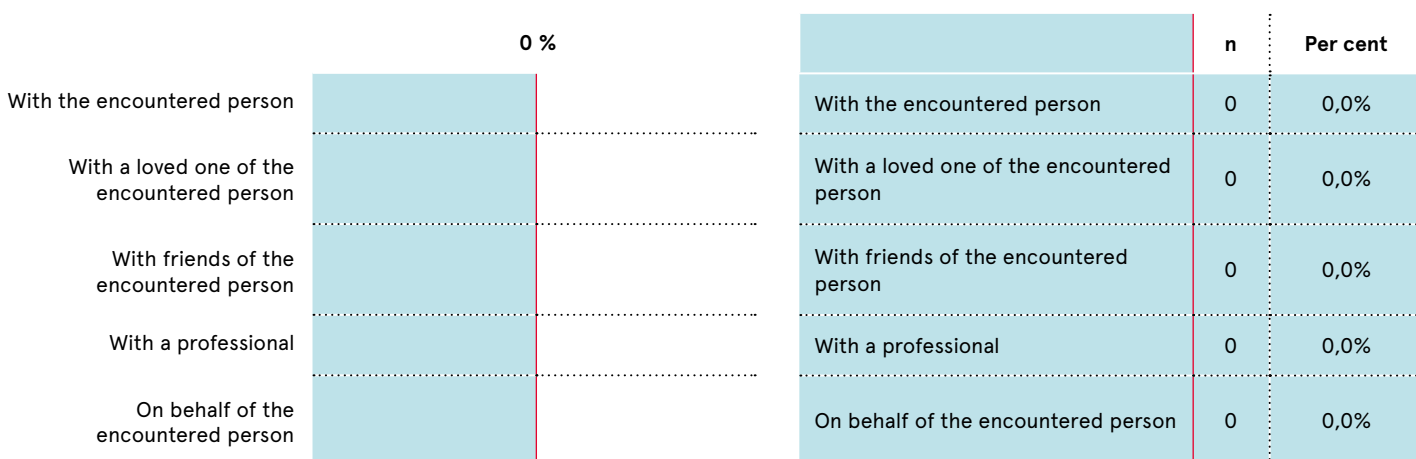 0 %
With the encountered person
With a loved one of the
encountered person
With friends of the
encountered person
With a professional
On behalf of the
encountered person
n Per cent
With the encountered person 0 0,0%
With a loved one of the encountered
person 0 0,0%
With friends of the encountered
person 0 0,0%
With a professional 0 0,0%
On behalf of the encountered person 0 0,0%